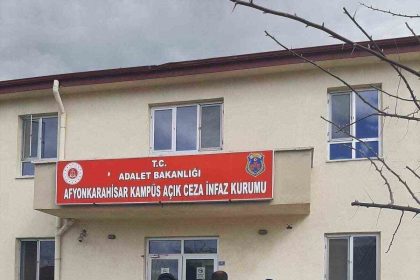 T.C.
ADALET BAKANLIĞI
AFYONKARAHİSAR KAMPÜS AÇIK CEZA İNFAZ KURUMU